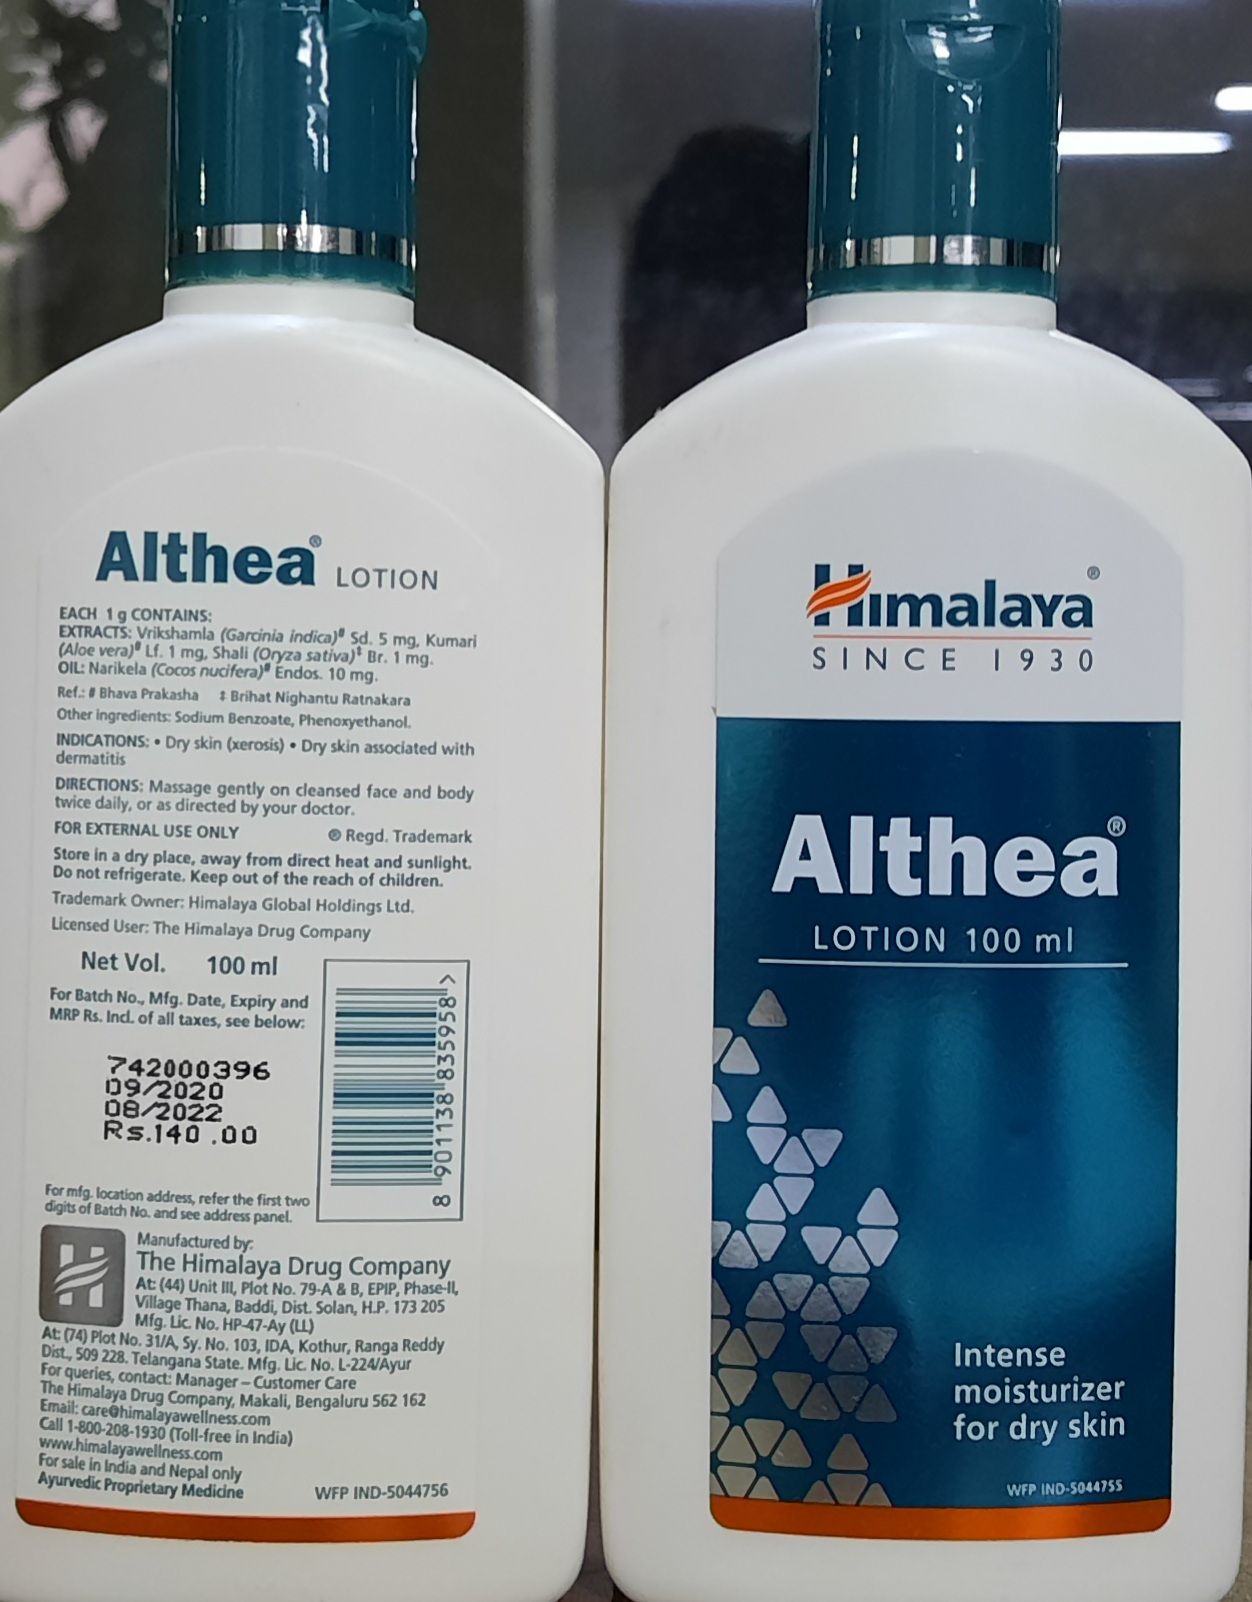 Althea® LOTION
EACH 1 g CONTAINS:
EXTRACTS: Vrikshamla (Garcinia indica)# Sd. 5 mg, Kumari
(Aloe vera)# Lf. 1 mg, Shali (Oryza sativa)‡ Br. 1 mg.
OIL: Narikela (Cocos nucifera)# Endos. 10 mg.
Ref.: # Bhava Prakasha ‡ Brihat Nighantu Ratnakara
Other ingredients: Sodium Benzoate, Phenoxyethanol.
INDICATIONS: • Dry skin (xerosis) • Dry skin associated with
dermatitis
DIRECTIONS: Massage gently on cleansed face and body
twice daily, or as directed by your doctor.
FOR EXTERNAL USE ONLY ® Regd. Trademark
Store in a dry place, away from direct heat and sunlight.
Do not refrigerate. Keep out of the reach of children.
Trademark Owner: Himalaya Global Holdings Ltd.
Licensed User: The Himalaya Drug Company
Net Vol. 100 ml
For Batch No., Mfg. Date, Expiry and
MRP Rs. Incl. of all taxes, see below:
742000396
09/2020
08/2022
Rs.140.00
8 901138 835958 >
For mfg. location address, refer the first two
digits of Batch No. and see address panel.
Manufactured by:
The Himalaya Drug Company
At: (44) Unit III, Plot No. 79-A & B, EPIP, Phase-II,
Village Thana, Baddi, Dist. Solan, H.P. 173 205
Mfg. Lic. No. HP-47-Ay (LL)
At: (74) Plot No. 31/A, Sy. No. 103, IDA, Kothur, Ranga Reddy
Dist., 509 228. Telangana State. Mfg. Lic. No. L-224/Ayur
For queries, contact: Manager – Customer Care
The Himalaya Drug Company, Makali, Bengaluru 562 162
Email: care@himalayawellness.com
Call 1-800-208-1930 (Toll-free in India)
www.himalayawellness.com
For sale in India and Nepal only
Ayurvedic Proprietary Medicine WFP IND-5044756
Himalaya®
SINCE 1930
Althea®
LOTION 100 ml
Intense
moisturizer
for dry skin
WFP IND-5044755